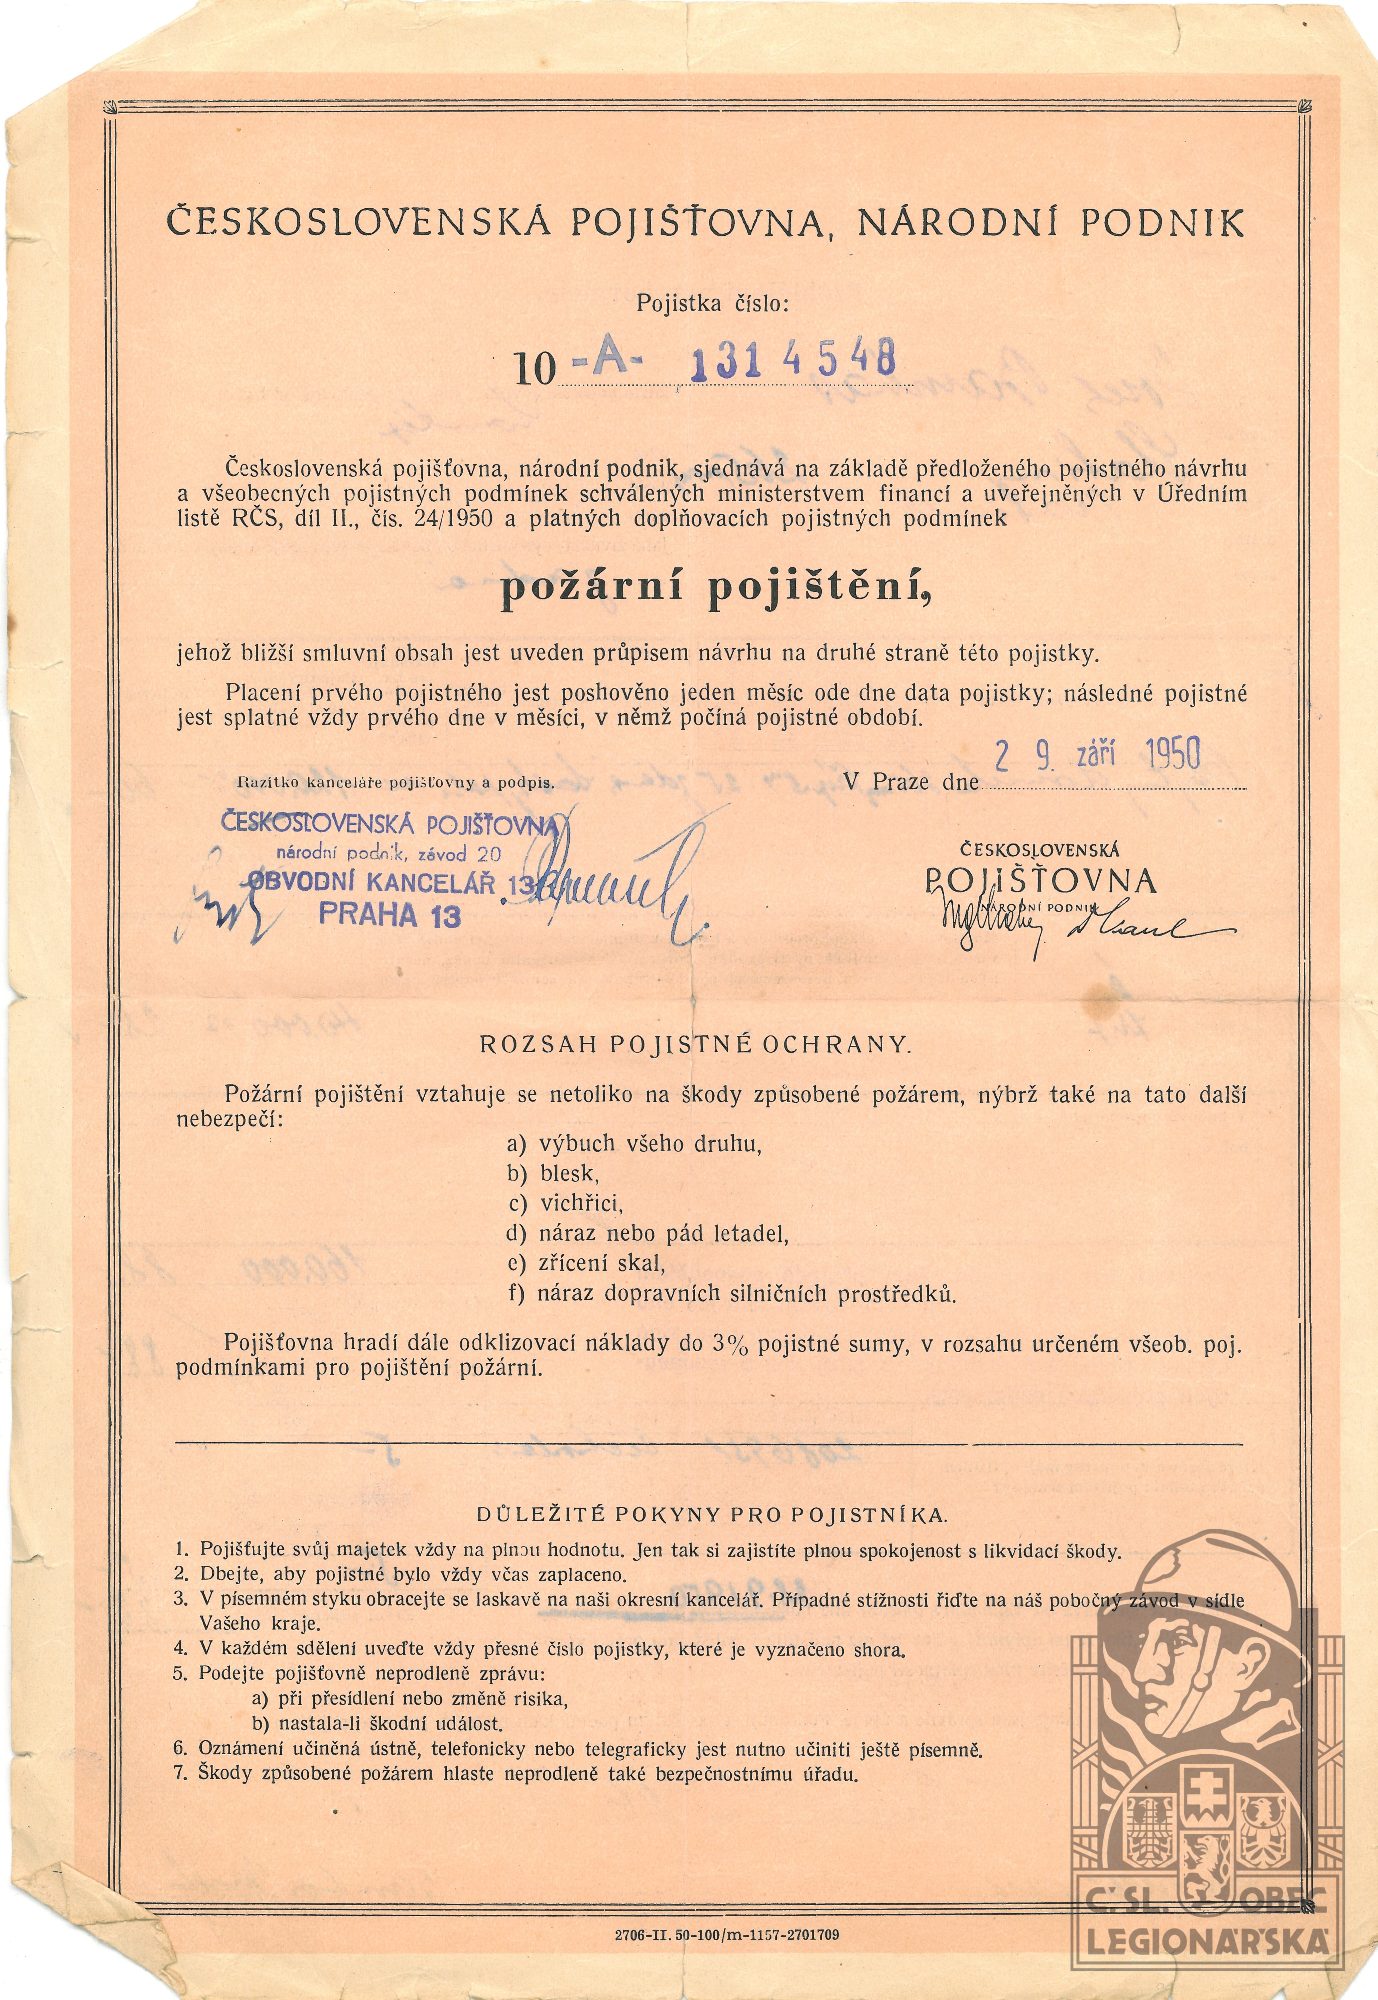 ČESKOSLOVENSKÁ POJIŠŤOVNA, NÁRODNÍ PODNIK
Pojistka číslo:
10 -A- 1314548
Československá pojišťovna, národní podnik, sjednává na základě předloženého pojistného návrhu
a všeobecných pojistných podmínek schválených ministerstvem financí a uveřejněných v Úředním
listě RČS, díl II., čís. 24/1950 a platných doplňovacích pojistných podmínek
požární pojištění,
jehož bližší smluvní obsah jest uveden průpisem návrhu na druhé straně této pojistky.
Placení prvého pojistného jest poshověno jeden měsíc ode dne data pojistky; následné pojistné
jest splatné vždy prvého dne v měsíci, v němž počíná pojistné období.
V Praze dne 29. září 1950
Razítko kanceláře pojišťovny a podpis.
ČESKOSLOVENSKÁ POJIŠŤOVNA
národní podnik, závod 20
OBVODNÍ KANCELÁŘ 13
PRAHA 13
ČESKOSLOVENSKÁ
POJIŠŤOVNA
NÁRODNÍ PODNIK
ROZSAH POJISTNÉ OCHRANY.
Požární pojištění vztahuje se netoliko na škody způsobené požárem, nýbrž také na tato další
nebezpečí:
a) výbuch všeho druhu,
b) blesk,
c) vichřici,
d) náraz nebo pád letadel,
e) zřícení skal,
f) náraz dopravních silničních prostředků.
Pojišťovna hradí dále odklizovací náklady do 3% pojistné sumy, v rozsahu určeném všeob. poj.
podmínkami pro pojištění požární.
DŮLEŽITÉ POKYNY PRO POJISTNÍKA.
1. Pojišťujte svůj majetek vždy na plnou hodnotu. Jen tak si zajistíte plnou spokojenost s likvidací škody.
2. Dbejte, aby pojistné bylo vždy včas zaplaceno.
3. V písemném styku obracejte se laskavě na naši okresní kancelář. Případné stížnosti řiďte na náš pobočný závod v sídle
Vašeho kraje.
4. V každém sdělení uveďte vždy přesné číslo pojistky, které je vyznačeno shora.
5. Podejte pojišťovně neprodleně zprávu:
a) při přesídlení nebo změně risika,
b) nastala-li škodní událost.
6. Oznámení učiněná ústně, telefonicky nebo telegraficky jest nutno učiniti ještě písemně.
7. Škody způsobené požárem hlaste neprodleně také bezpečnostnímu úřadu.
2706-II. 50-100/m-1157-2701709
Č. SL. OBEC
LEGIONÁŘSKÁ